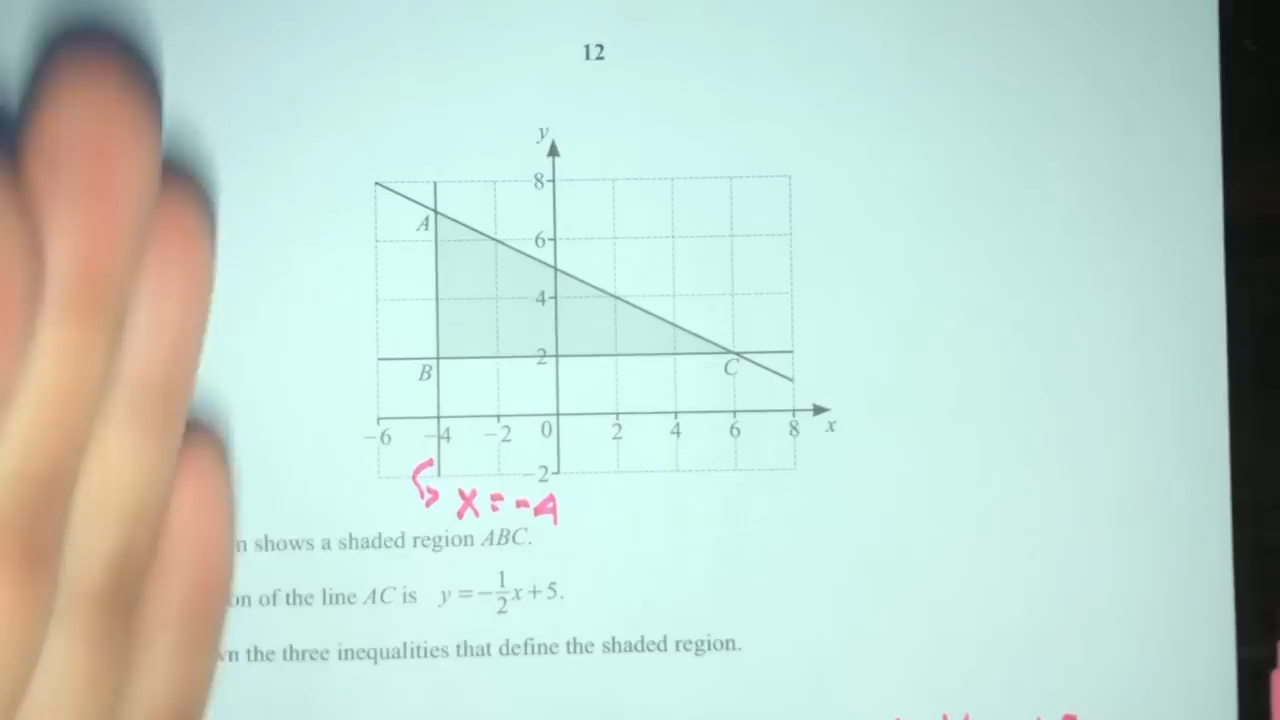 12
y
8
A
6
4
2
B
C
-6 -4 -2 0 2 4 6 8 x
-2
x = -4
n shows a shaded region ABC.
on of the line AC is y = -1/2 x + 5.
n the three inequalities that define the shaded region.